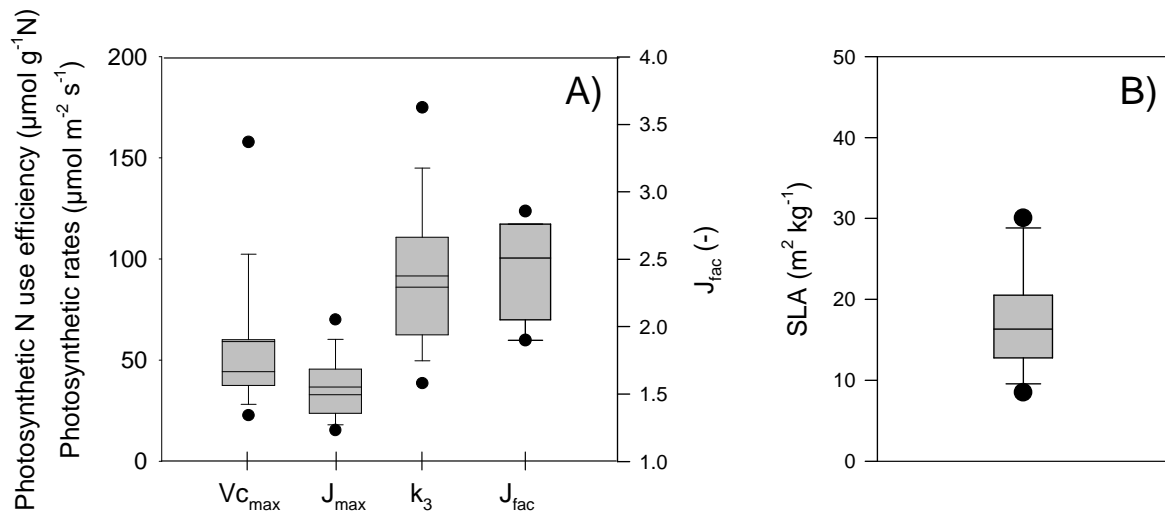 Photosynthetic N use efficiency (µmol g⁻¹N)
Photosynthetic rates (µmol m⁻² s⁻¹)
200
150
100
50
0
A)
4.0
3.5
3.0
2.5
2.0
1.5
1.0
J_fac (-)
Vc_max J_max k₃ J_fac
B)
SLA (m² kg⁻¹)
50
40
30
20
10
0